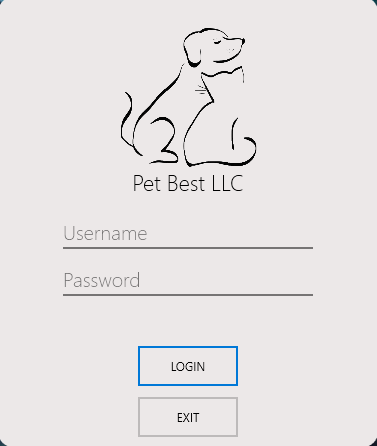 Pet Best LLC
Username
Password
LOGIN
EXIT